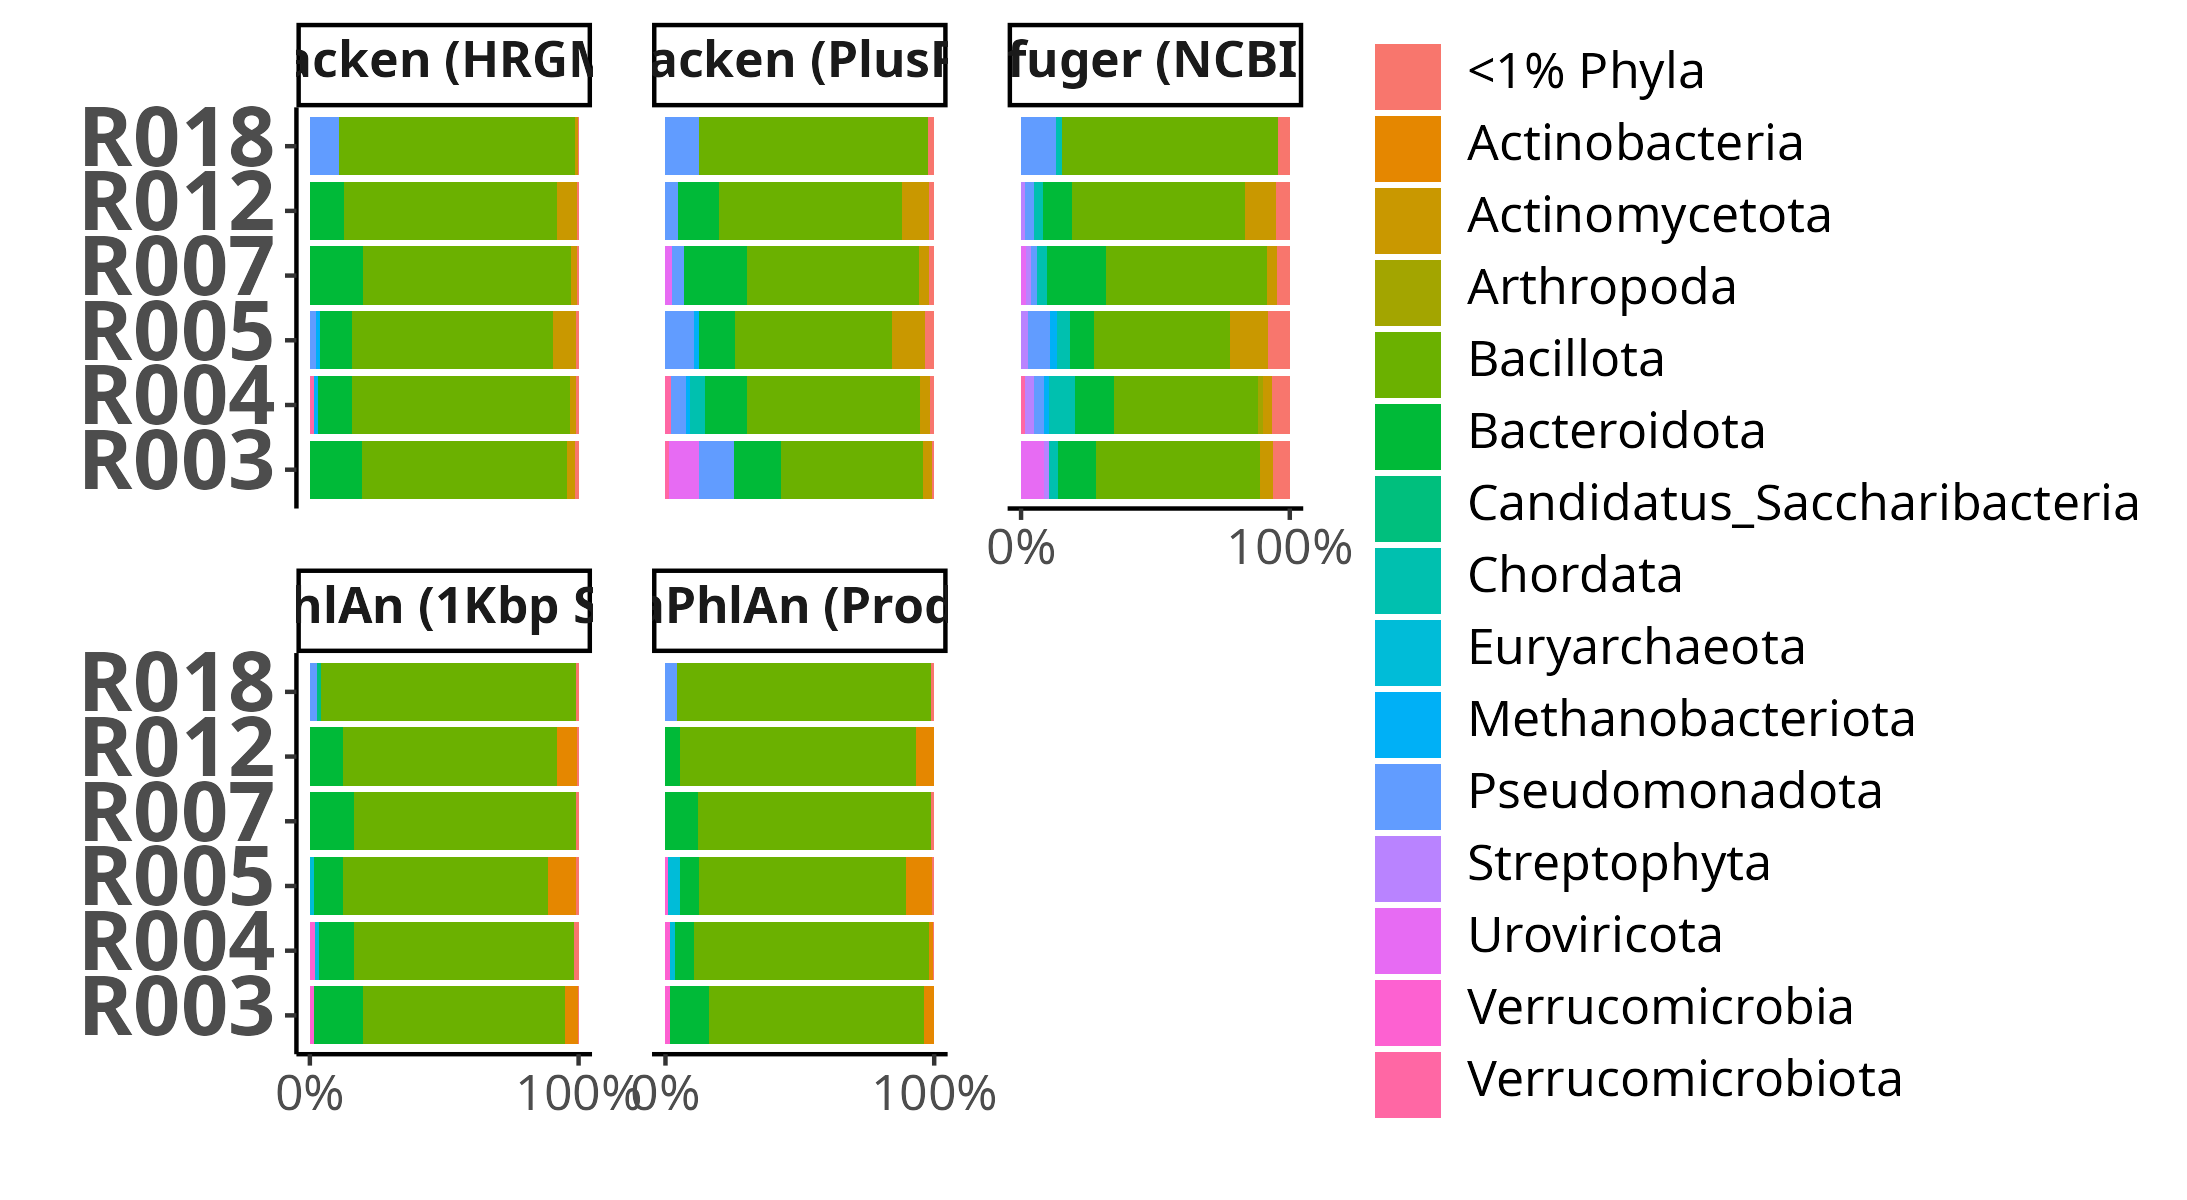 acken (HRGM
acken (PlusP
fuger (NCBI
R018
R012
R007
R005
R004
R003
0%
100%
hlAn (1Kbp S
aPhlAn (Prod
R018
R012
R007
R005
R004
R003
0%
100%
0%
100%
<1% Phyla
Actinobacteria
Actinomycetota
Arthropoda
Bacillota
Bacteroidota
Candidatus_Saccharibacteria
Chordata
Euryarchaeota
Methanobacteriota
Pseudomonadota
Streptophyta
Uroviricota
Verrucomicrobia
Verrucomicrobiota